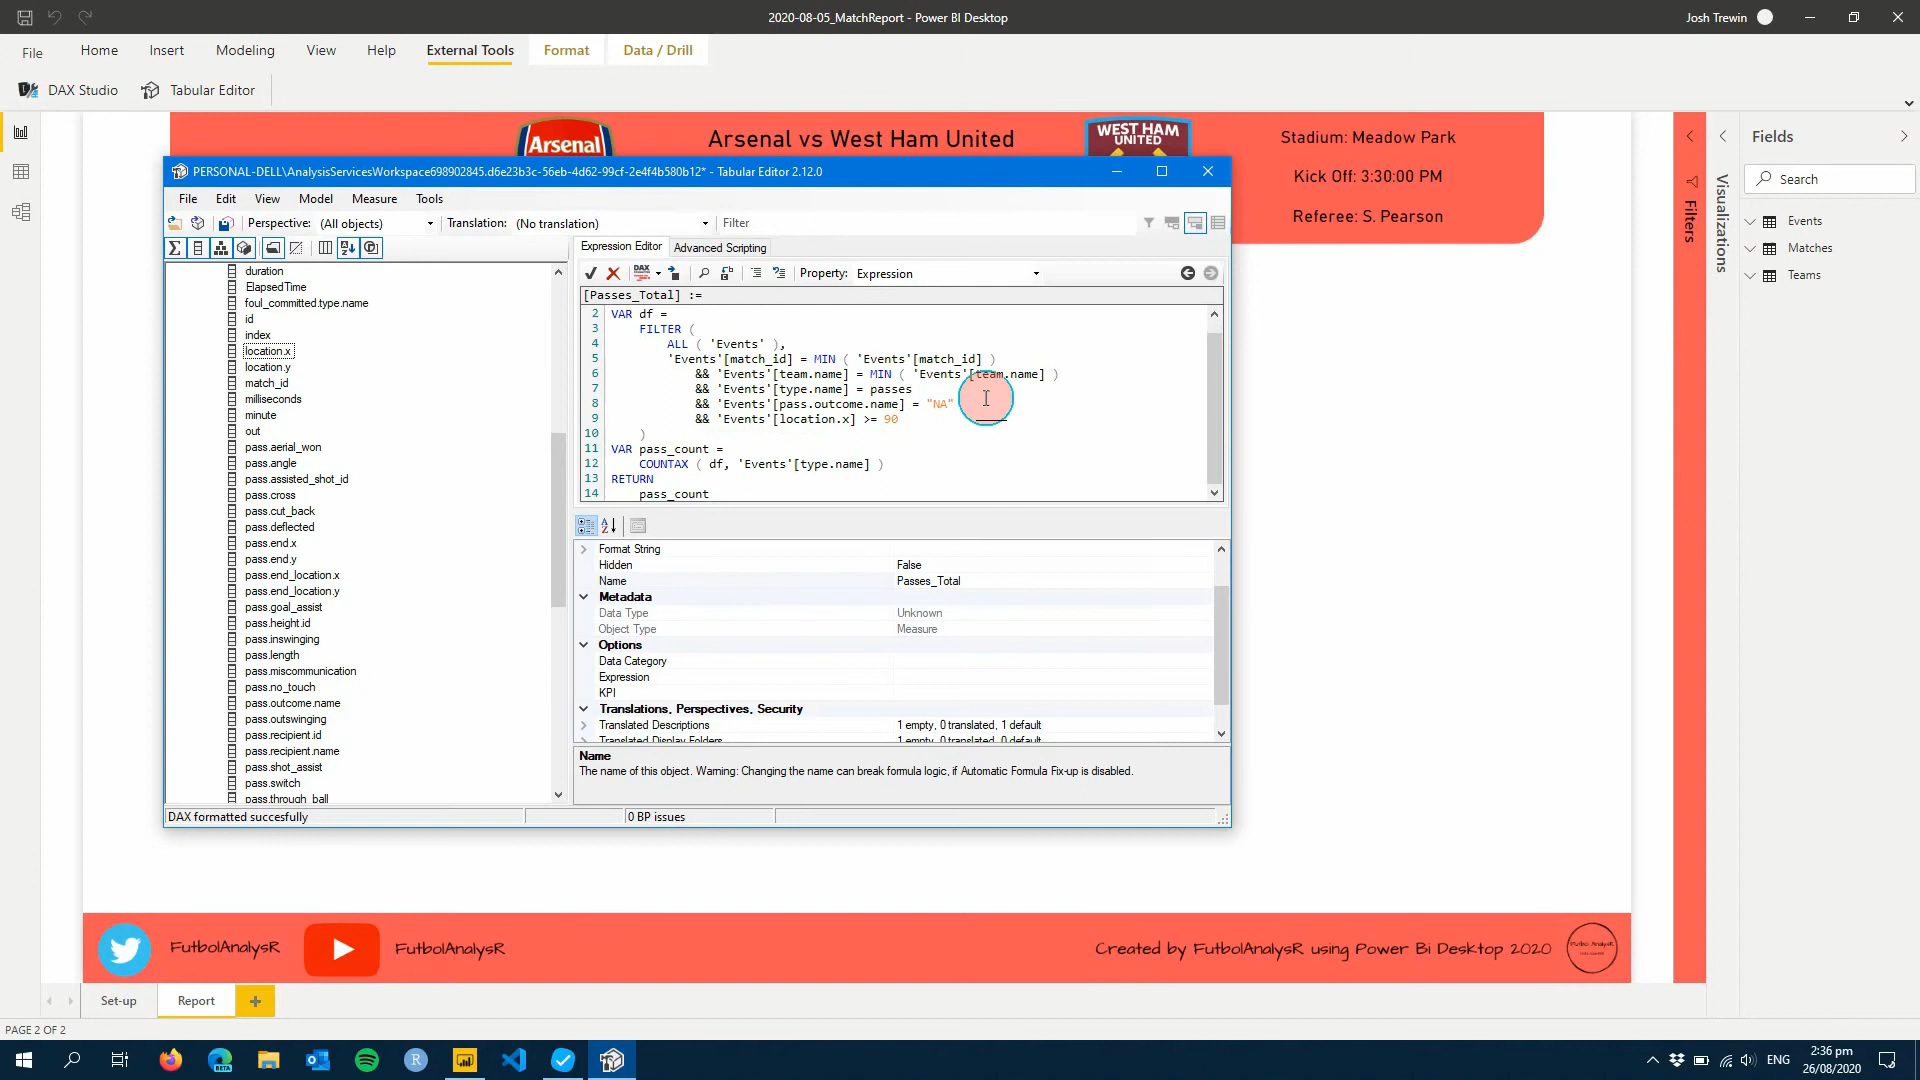 2020-08-05_MatchReport - Power BI Desktop
Josh Trewin
File
Home
Insert
Modeling
View
Help
External Tools
Format
Data / Drill
DAX Studio
Tabular Editor
Arsenal
Arsenal vs West Ham United
WEST HAM
UNITED
Stadium: Meadow Park
Kick Off: 3:30:00 PM
Referee: S. Pearson
Filters
Visualizations
Fields
Search
Events
Matches
Teams
PERSONAL-DELL\AnalysisServicesWorkspace698902845.d6e23b3c-56eb-4d62-99cf-2e4f4b580b12* - Tabular Editor 2.12.0
File
Edit
View
Model
Measure
Tools
Perspective:
(All objects)
Translation:
(No translation)
Filter
duration
ElapsedTime
foul_committed.type.name
id
index
location.x
location.y
match_id
milliseconds
minute
out
pass.aerial_won
pass.angle
pass.assisted_shot_id
pass.cross
pass.cut_back
pass.deflected
pass.end.x
pass.end.y
pass.end_location.x
pass.end_location.y
pass.goal_assist
pass.height.id
pass.inswinging
pass.length
pass.miscommunication
pass.no_touch
pass.outcome.name
pass.outswinging
pass.recipient.id
pass.recipient.name
pass.shot_assist
pass.switch
pass.through_ball
Expression Editor
Advanced Scripting
DAX
Property:
Expression
[Passes_Total] :=
2 VAR df =
3 FILTER (
4 ALL ( 'Events' ),
5 'Events'[match_id] = MIN ( 'Events'[match_id] )
6 && 'Events'[team.name] = MIN ( 'Events'[team.name] )
7 && 'Events'[type.name] = passes
8 && 'Events'[pass.outcome.name] = "NA"
9 && 'Events'[location.x] >= 90
10 )
11 VAR pass_count =
12 COUNTAX ( df, 'Events'[type.name] )
13 RETURN
14 pass_count
Format String
Hidden False
Name Passes_Total
Metadata
Data Type Unknown
Object Type Measure
Options
Data Category
Expression
KPI
Translations, Perspectives, Security
Translated Descriptions 1 empty, 0 translated, 1 default
Translated Display Folders 1 empty, 0 translated, 0 default
Name
The name of this object. Warning: Changing the name can break formula logic, if Automatic Formula Fix-up is disabled.
DAX formatted succesfully
0 BP issues
FutbolAnalysR
FutbolAnalysR
Created by FutbolAnalysR using Power Bi Desktop 2020
Set-up
Report
PAGE 2 OF 2
BETA
ENG
2:36 pm
26/08/2020